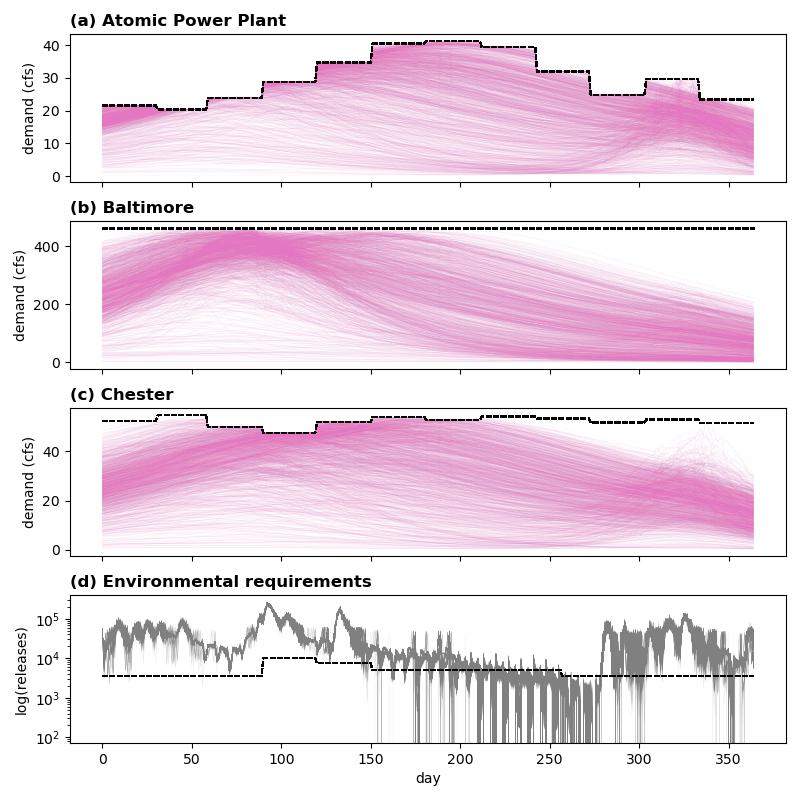 (a) Atomic Power Plant
40
30
20
10
0
demand (cfs)
(b) Baltimore
400
200
0
demand (cfs)
(c) Chester
40
20
0
demand (cfs)
(d) Environmental requirements
10^5
10^4
10^3
10^2
log(releases)
0 50 100 150 200 250 300 350
day